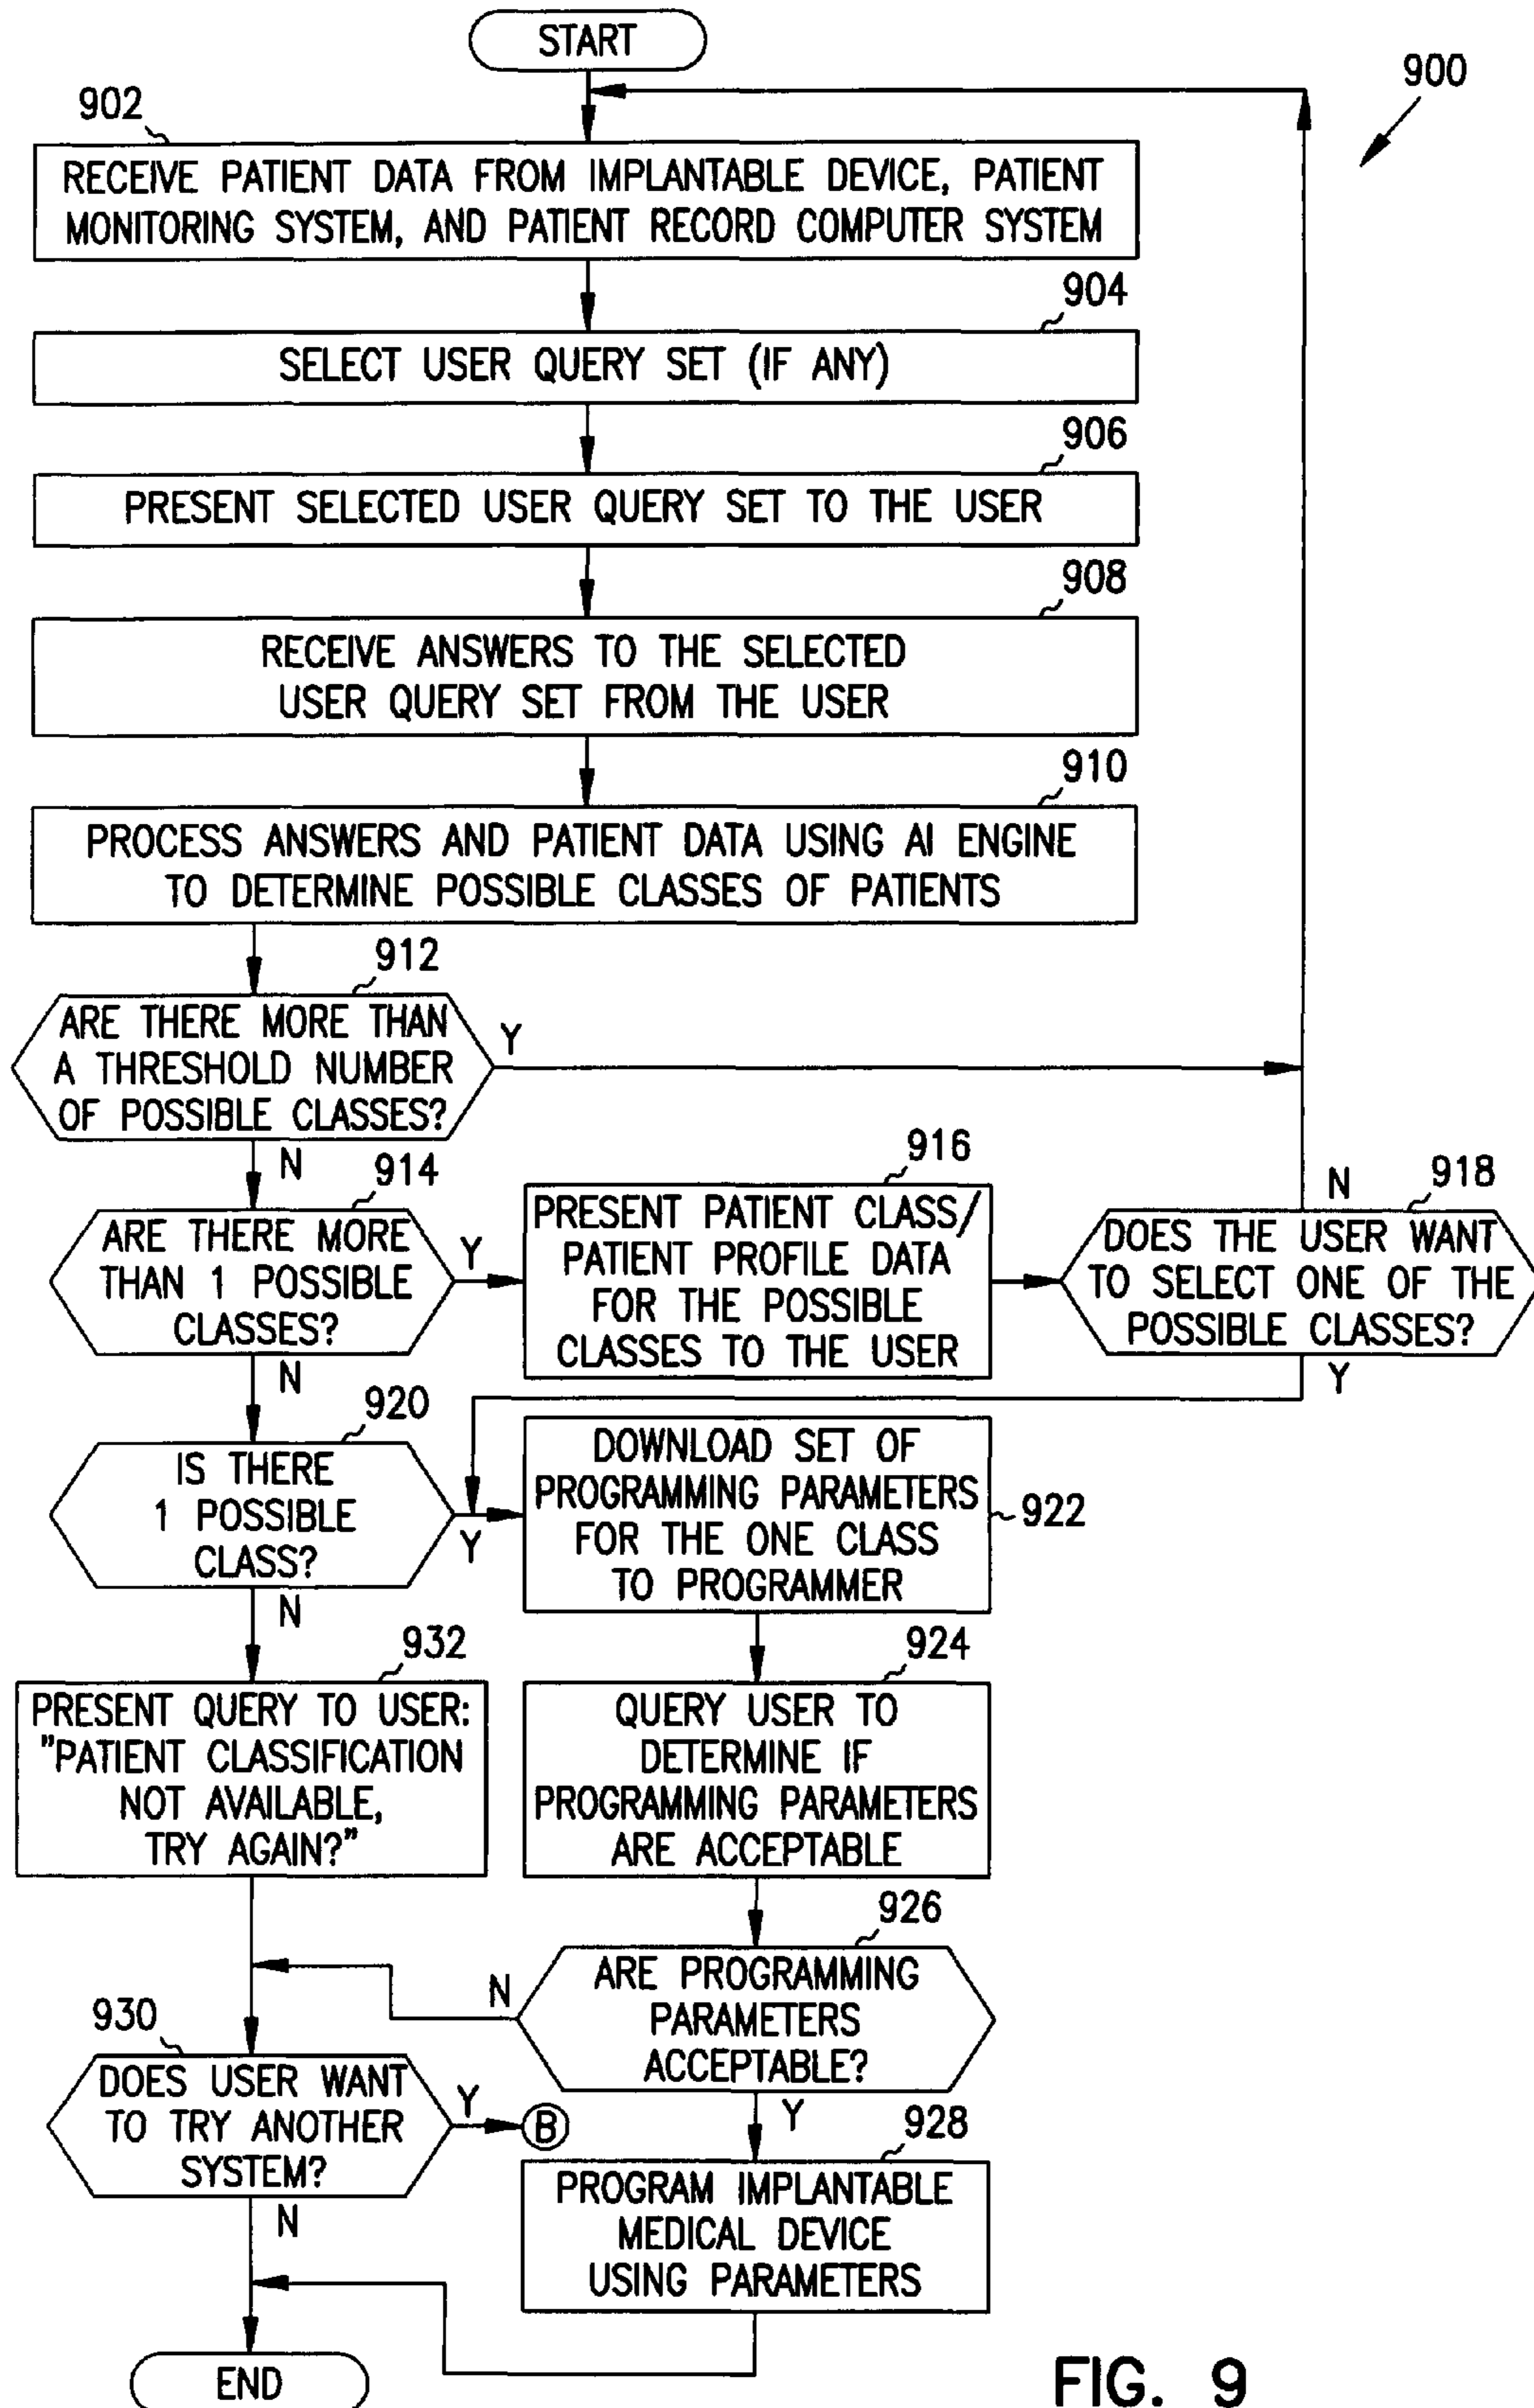 START
900
902
RECEIVE PATIENT DATA FROM IMPLANTABLE DEVICE, PATIENT
MONITORING SYSTEM, AND PATIENT RECORD COMPUTER SYSTEM
904
SELECT USER QUERY SET (IF ANY)
906
PRESENT SELECTED USER QUERY SET TO THE USER
908
RECEIVE ANSWERS TO THE SELECTED
USER QUERY SET FROM THE USER
910
PROCESS ANSWERS AND PATIENT DATA USING AI ENGINE
TO DETERMINE POSSIBLE CLASSES OF PATIENTS
912
ARE THERE MORE THAN
A THRESHOLD NUMBER
OF POSSIBLE CLASSES?
Y
N
914
ARE THERE MORE
THAN 1 POSSIBLE
CLASSES?
Y
N
916
PRESENT PATIENT CLASS/
PATIENT PROFILE DATA
FOR THE POSSIBLE
CLASSES TO THE USER
N
918
DOES THE USER WANT
TO SELECT ONE OF THE
POSSIBLE CLASSES?
Y
920
IS THERE
1 POSSIBLE
CLASS?
Y
N
DOWNLOAD SET OF
PROGRAMMING PARAMETERS
FOR THE ONE CLASS
TO PROGRAMMER
922
932
PRESENT QUERY TO USER:
"PATIENT CLASSIFICATION
NOT AVAILABLE,
TRY AGAIN?"
924
QUERY USER TO
DETERMINE IF
PROGRAMMING PARAMETERS
ARE ACCEPTABLE
926
ARE PROGRAMMING
PARAMETERS
ACCEPTABLE?
N
Y
930
DOES USER WANT
TO TRY ANOTHER
SYSTEM?
Y
B
N
928
PROGRAM IMPLANTABLE
MEDICAL DEVICE
USING PARAMETERS
END
FIG. 9